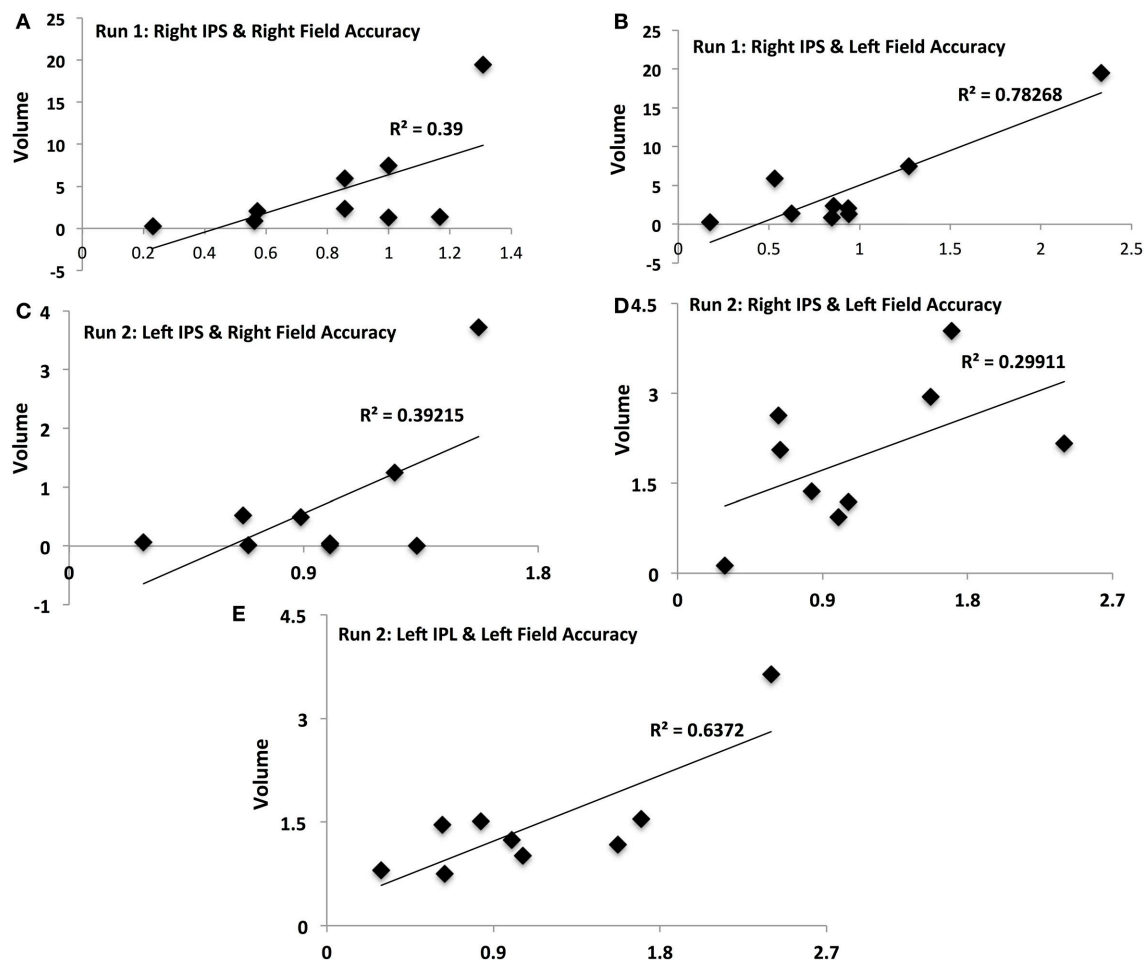 A
Run 1: Right IPS & Right Field Accuracy
25
20
15
10
5
0
-5
Volume
R² = 0.39
0 0.2 0.4 0.6 0.8 1 1.2 1.4
B
Run 1: Right IPS & Left Field Accuracy
25
20
15
10
5
0
-5
Volume
R² = 0.78268
0 0.5 1 1.5 2 2.5
C
Run 2: Left IPS & Right Field Accuracy
4
3
2
1
0
-1
Volume
R² = 0.39215
0 0.9 1.8
D
Run 2: Right IPS & Left Field Accuracy
4.5
3
1.5
0
Volume
R² = 0.29911
0 0.9 1.8 2.7
E
Run 2: Left IPL & Left Field Accuracy
4.5
3
1.5
0
Volume
R² = 0.6372
0 0.9 1.8 2.7